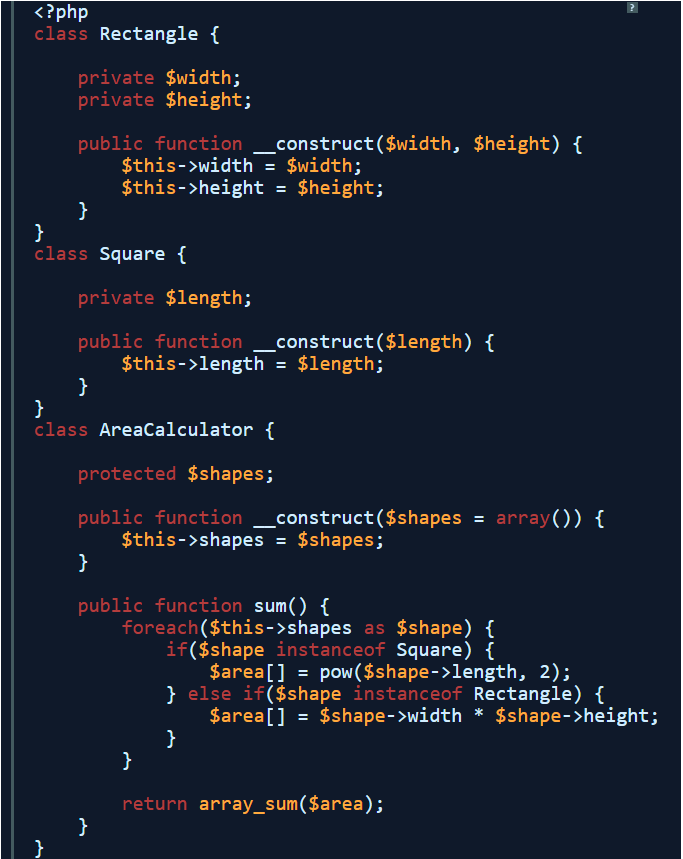 ?
<?php
class Rectangle {
private $width;
private $height;
public function __construct($width, $height) {
$this->width = $width;
$this->height = $height;
}
}
class Square {
private $length;
public function __construct($length) {
$this->length = $length;
}
}
class AreaCalculator {
protected $shapes;
public function __construct($shapes = array()) {
$this->shapes = $shapes;
}
public function sum() {
foreach($this->shapes as $shape) {
if($shape instanceof Square) {
$area[] = pow($shape->length, 2);
} else if($shape instanceof Rectangle) {
$area[] = $shape->width * $shape->height;
}
}
return array_sum($area);
}
}